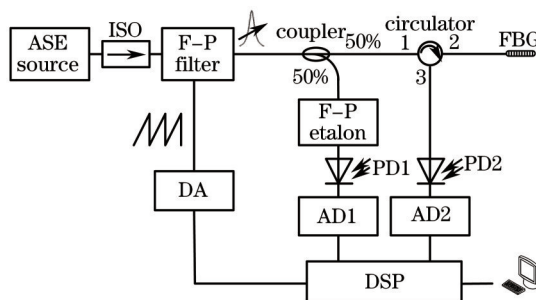 ASE
source
ISO
F-P
filter
coupler
50%
50%
circulator
1
2
3
FBG
F-P
etalon
PD1
PD2
DA
AD1
AD2
DSP